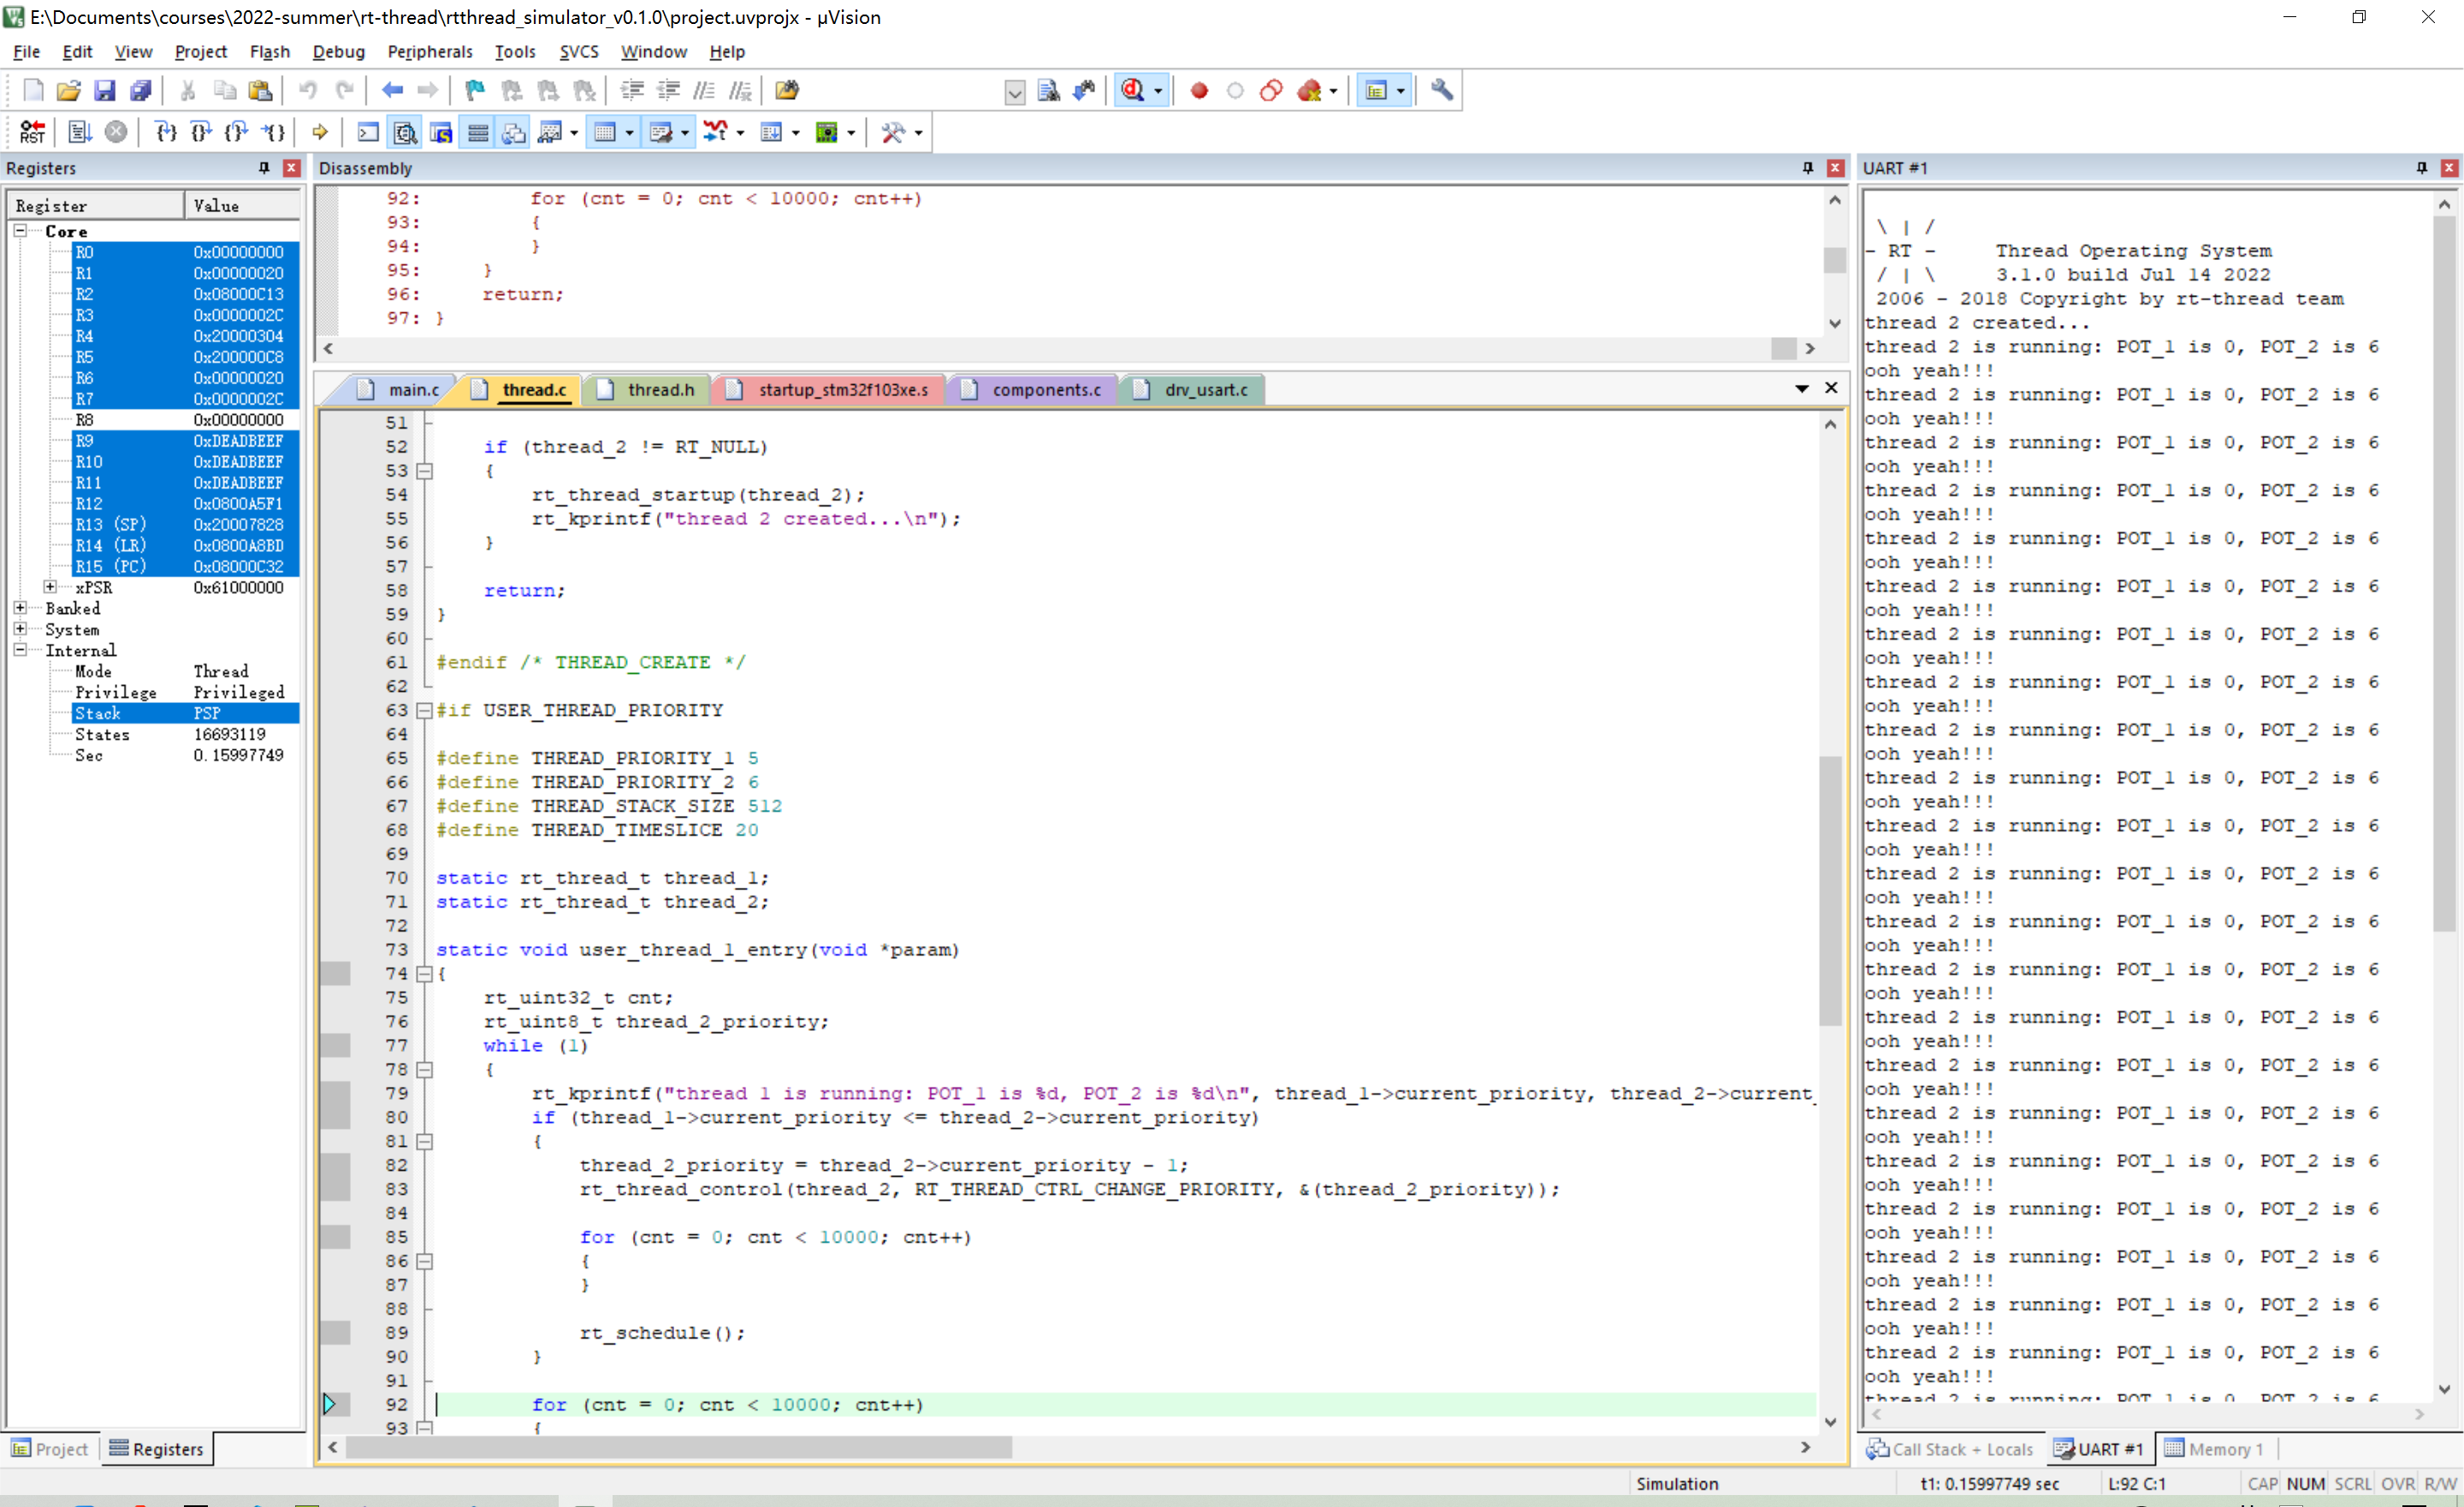 E:\Documents\courses\2022-summer\rt-thread\rtthread_simulator_v0.1.0\project.uvprojx - µVision
File Edit View Project Flash Debug Peripherals Tools SVCS Window Help
RST
Registers
Register Value
Core
R0 0x00000000
R1 0x00000020
R2 0x08000C13
R3 0x0000002C
R4 0x20000304
R5 0x200000C8
R6 0x00000020
R7 0x0000002C
R8 0x00000000
R9 0xDEADBEEF
R10 0xDEADBEEF
R11 0xDEADBEEF
R12 0x0800A5F1
R13 (SP) 0x20007828
R14 (LR) 0x0800A8BD
R15 (PC) 0x08000C32
xPSR 0x61000000
Banked
System
Internal
Mode Thread
Privilege Privileged
Stack PSP
States 16693119
Sec 0.15997749
Project Registers
Disassembly
92: for (cnt = 0; cnt < 10000; cnt++)
93: {
94: }
95: }
96: return;
97: }
main.c thread.c thread.h startup_stm32f103xe.s components.c drv_usart.c
51
52 if (thread_2 != RT_NULL)
53 {
54 rt_thread_startup(thread_2);
55 rt_kprintf("thread 2 created...\n");
56 }
57
58 return;
59 }
60
61 #endif /* THREAD_CREATE */
62
63 #if USER_THREAD_PRIORITY
64
65 #define THREAD_PRIORITY_1 5
66 #define THREAD_PRIORITY_2 6
67 #define THREAD_STACK_SIZE 512
68 #define THREAD_TIMESLICE 20
69
70 static rt_thread_t thread_1;
71 static rt_thread_t thread_2;
72
73 static void user_thread_1_entry(void *param)
74 {
75 rt_uint32_t cnt;
76 rt_uint8_t thread_2_priority;
77 while (1)
78 {
79 rt_kprintf("thread 1 is running: POT_1 is %d, POT_2 is %d\n", thread_1->current_priority, thread_2->current_
80 if (thread_1->current_priority <= thread_2->current_priority)
81 {
82 thread_2_priority = thread_2->current_priority - 1;
83 rt_thread_control(thread_2, RT_THREAD_CTRL_CHANGE_PRIORITY, &(thread_2_priority));
84
85 for (cnt = 0; cnt < 10000; cnt++)
86 {
87 }
88
89 rt_schedule();
90 }
91
92 for (cnt = 0; cnt < 10000; cnt++)
93 {
UART #1
\ | /
- RT - Thread Operating System
/ | \ 3.1.0 build Jul 14 2022
2006 - 2018 Copyright by rt-thread team
thread 2 created...
thread 2 is running: POT_1 is 0, POT_2 is 6
ooh yeah!!!
thread 2 is running: POT_1 is 0, POT_2 is 6
ooh yeah!!!
thread 2 is running: POT_1 is 0, POT_2 is 6
ooh yeah!!!
thread 2 is running: POT_1 is 0, POT_2 is 6
ooh yeah!!!
thread 2 is running: POT_1 is 0, POT_2 is 6
ooh yeah!!!
thread 2 is running: POT_1 is 0, POT_2 is 6
ooh yeah!!!
thread 2 is running: POT_1 is 0, POT_2 is 6
ooh yeah!!!
thread 2 is running: POT_1 is 0, POT_2 is 6
ooh yeah!!!
thread 2 is running: POT_1 is 0, POT_2 is 6
ooh yeah!!!
thread 2 is running: POT_1 is 0, POT_2 is 6
ooh yeah!!!
thread 2 is running: POT_1 is 0, POT_2 is 6
ooh yeah!!!
thread 2 is running: POT_1 is 0, POT_2 is 6
ooh yeah!!!
thread 2 is running: POT_1 is 0, POT_2 is 6
ooh yeah!!!
thread 2 is running: POT_1 is 0, POT_2 is 6
ooh yeah!!!
thread 2 is running: POT_1 is 0, POT_2 is 6
ooh yeah!!!
thread 2 is running: POT_1 is 0, POT_2 is 6
ooh yeah!!!
thread 2 is running: POT_1 is 0, POT_2 is 6
ooh yeah!!!
thread 2 is running: POT_1 is 0, POT_2 is 6
ooh yeah!!!
thread 2 is running: POT_1 is 0, POT_2 is 6
ooh yeah!!!
thread 2 is running: POT_1 is 0, POT_2 is 6
ooh yeah!!!
thread 2 is running: POT_1 is 0, POT_2 is 6
ooh yeah!!!
thread 2 is running: POT_1 is 0, POT_2 is 6
ooh yeah!!!
thread 2 is running: POT_1 is 0, POT_2 is 6
Call Stack + Locals UART #1 Memory 1
Simulation t1: 0.15997749 sec L:92 C:1 CAP NUM SCRL OVR R/W